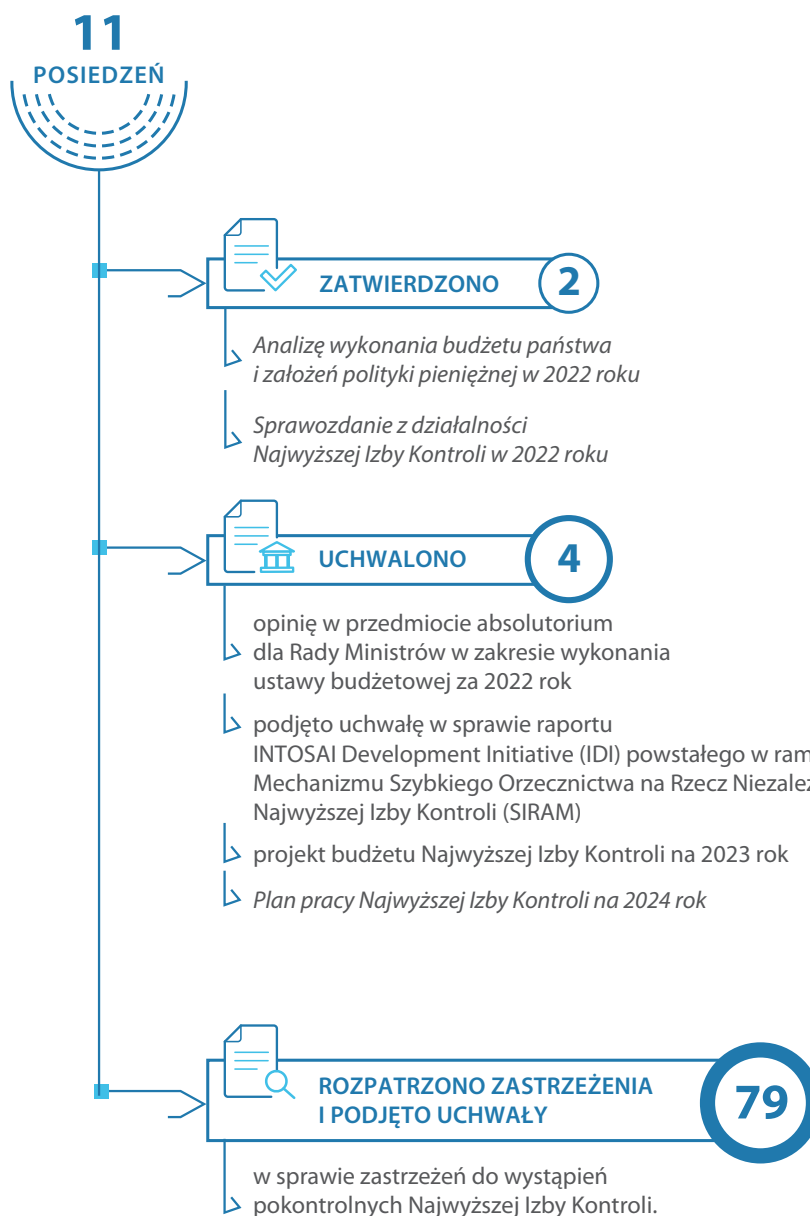 11
POSIEDZEŃ
ZATWIERDZONO 2
Analizę wykonania budżetu państwa
i założeń polityki pieniężnej w 2022 roku
Sprawozdanie z działalności
Najwyższej Izby Kontroli w 2022 roku
UCHWALONO 4
opinię w przedmiocie absolutorium
dla Rady Ministrów w zakresie wykonania
ustawy budżetowej za 2022 rok
podjęto uchwałę w sprawie raportu
INTOSAI Development Initiative (IDI) powstałego w
Mechanizmu Szybkiego Orzecznictwa na Rzecz
Najwyższej Izby Kontroli (SIRAM)
projekt budżetu Najwyższej Izby Kontroli na 2023 rok
Plan pracy Najwyższej Izby Kontroli na 2024 rok
ROZPATRZONO ZASTRZEŻENIA
I PODJĘTO UCHWAŁY
79
w sprawie zastrzeżeń do wystąpień
pokontrolnych Najwyższej Izby Kontroli.